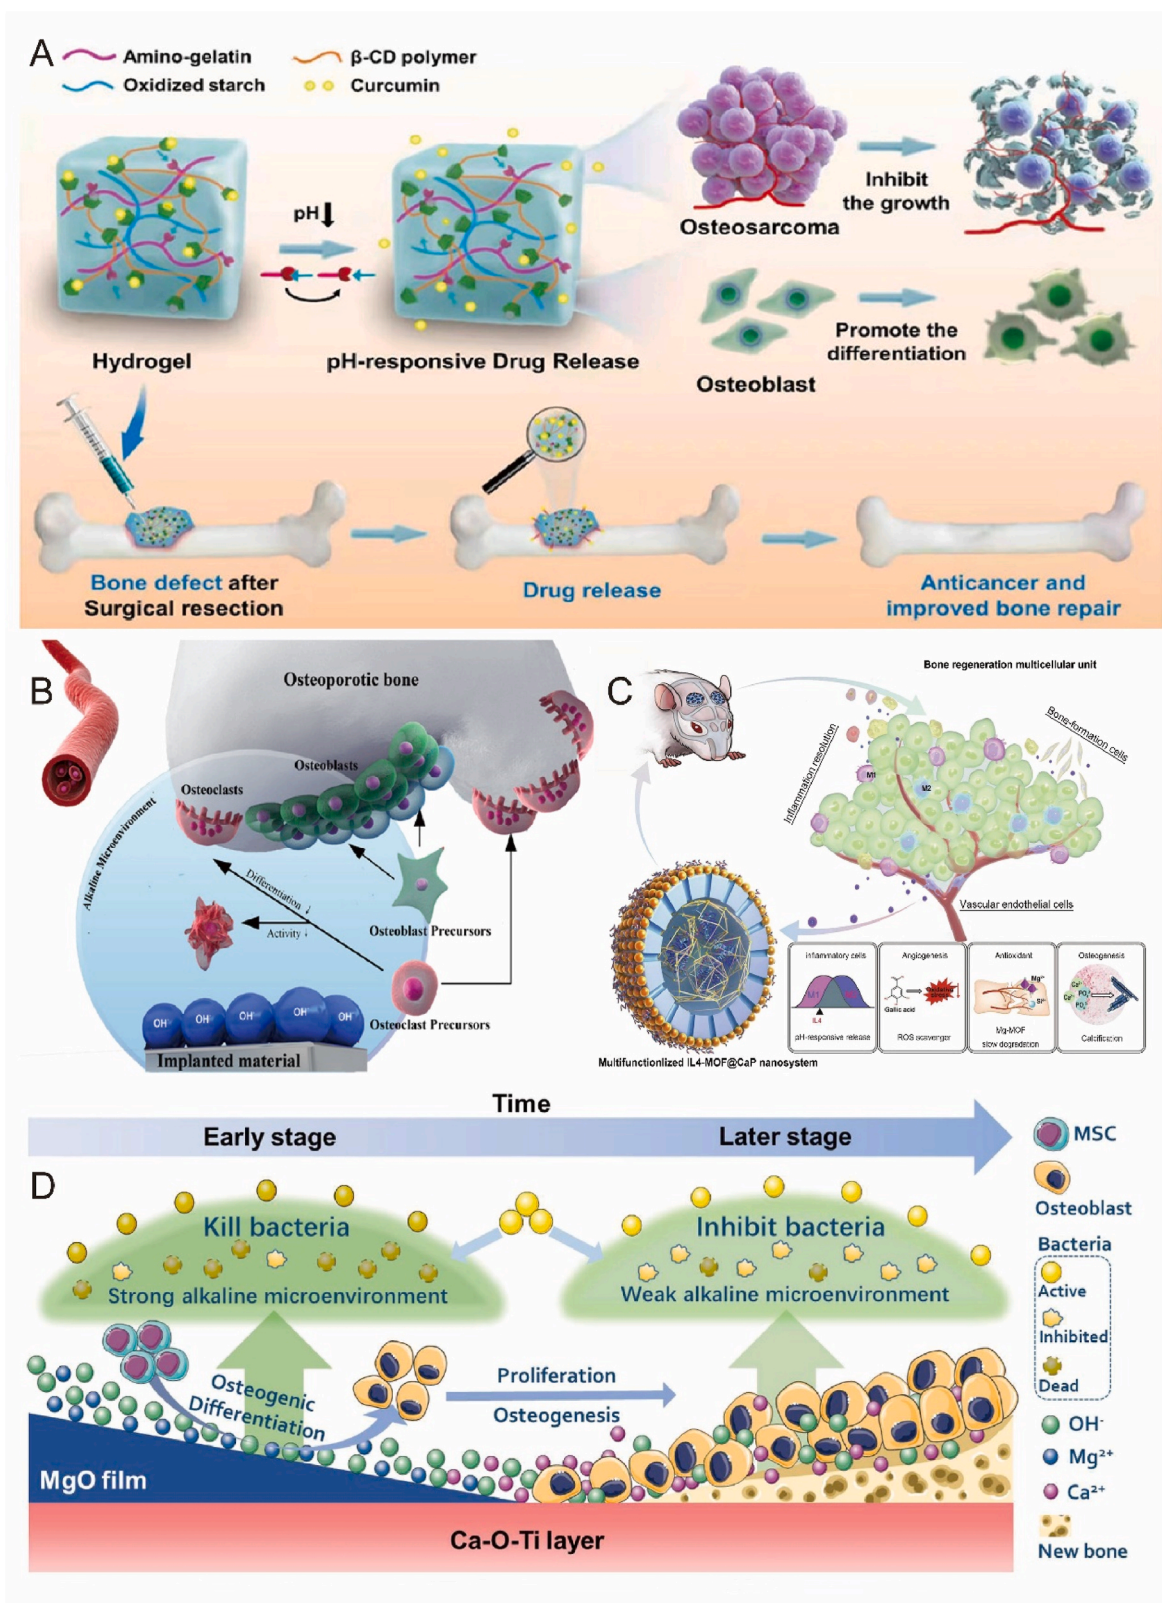 A
Amino-gelatin
β-CD polymer
Oxidized starch
Curcumin
pH
Hydrogel
pH-responsive Drug Release
Osteosarcoma
Inhibit
the growth
Osteoblast
Promote the
differentiation
Bone defect after
Surgical resection
Drug release
Anticancer and
improved bone repair
B
Osteoporotic bone
Osteoblasts
Osteoclasts
Alkaline Microenvironment
Differentiation ↓
Activity ↓
Osteoblast Precursors
Osteoclast Precursors
OH⁻
OH⁻
OH⁻
OH⁻
OH⁻
Implanted material
C
Bone regeneration multicellular unit
Inflammation resolution
Bone-formation cells
M1
M2
Vascular endothelial cells
Multifunctionlized IL4-MOF@CaP nanosystem
inflammatory cells
M1
IL4
pH-responsive release
Angiogenesis
Gallic acid
ROS scavenger
Antioxidant
Mg²⁺
Si⁴⁺
Mg-MOF
slow degradation
Osteogenesis
Calcification
Time
Early stage
Later stage
D
Kill bacteria
Strong alkaline microenvironment
Inhibit bacteria
Weak alkaline microenvironment
Osteogenic
Differentiation
Proliferation
Osteogenesis
MgO film
Ca-O-Ti layer
MSC
Osteoblast
Bacteria
Active
Inhibited
Dead
OH⁻
Mg²⁺
Ca²⁺
New bone